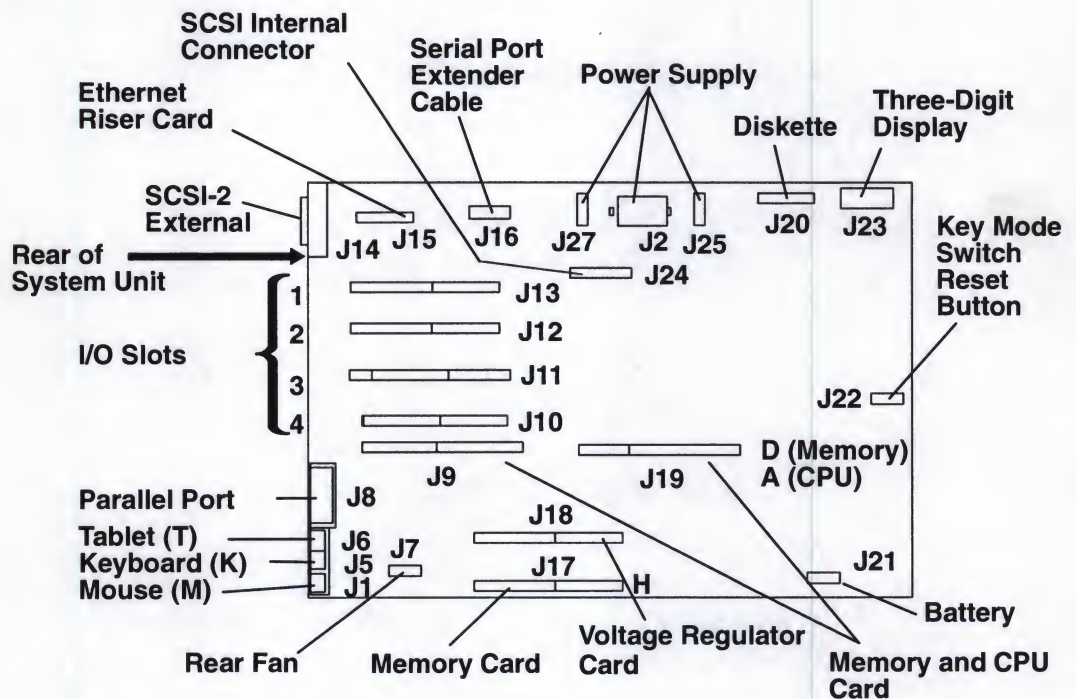 SCSI Internal
Connector
Serial Port
Extender
Cable
Power Supply
Ethernet
Riser Card
Three-Digit
Display
Diskette
SCSI-2
External
J14
J15
J16
J27
J2
J25
J20
J23
Key Mode
Switch
Reset
Button
Rear of
System Unit
J24
1
J13
2
J12
I/O Slots
3
J11
J22
4
J10
J9
J19
D (Memory)
A (CPU)
Parallel Port
J8
J18
Tablet (T)
J6
Keyboard (K)
J5
J7
Mouse (M)
J1
J17
H
J21
Battery
Rear Fan
Memory Card
Voltage Regulator
Card
Memory and CPU
Card